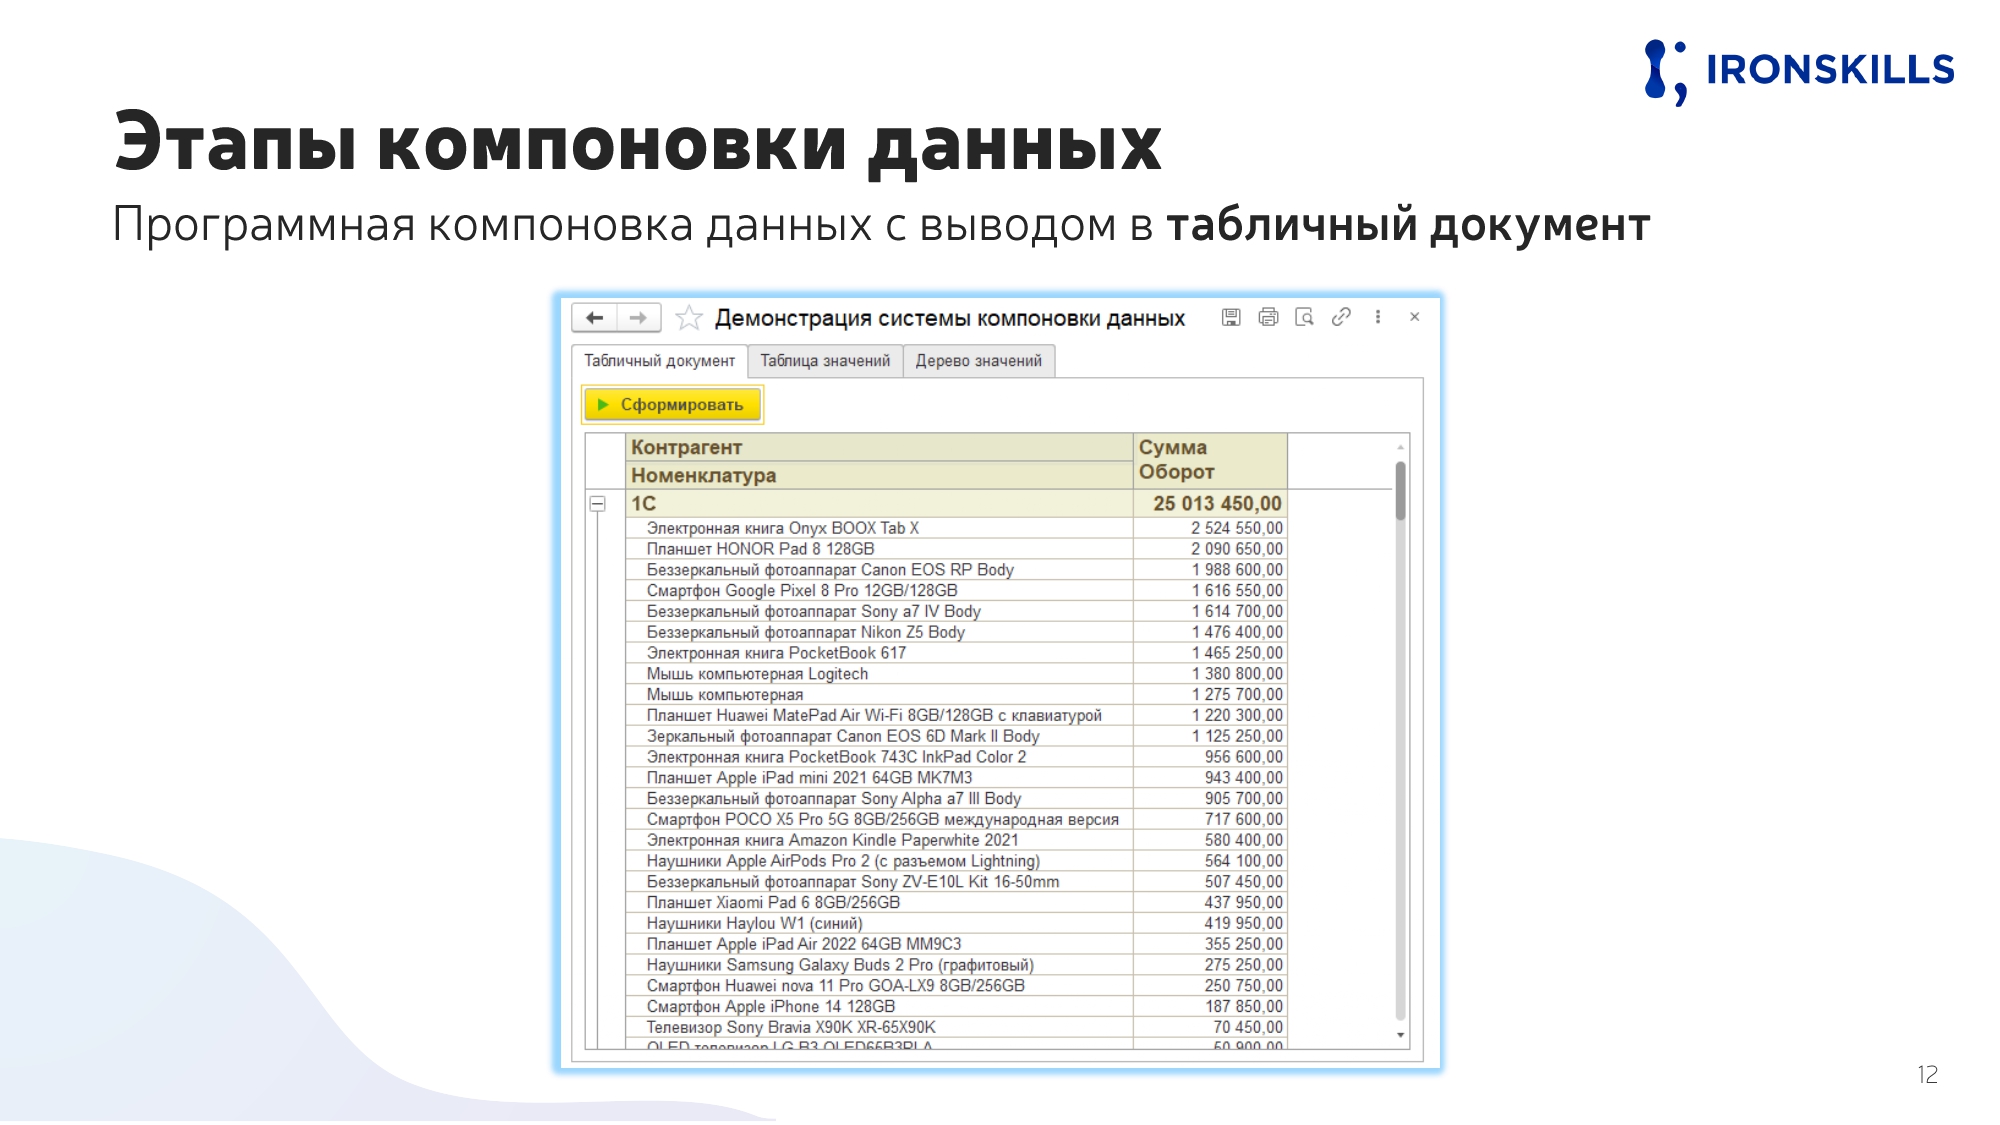 IRONSKILLS
Этапы компоновки данных
Программная компоновка данных с выводом в табличный документ
Демонстрация системы компоновки данных
Табличный документ Таблица значений Дерево значений
Сформировать
Контрагент Сумма
Номенклатура Оборот
1С 25 013 450,00
Электронная книга Onyx BOOX Tab X 2 524 550,00
Планшет HONOR Pad 8 128GB 2 090 650,00
Беззеркальный фотоаппарат Canon EOS RP Body 1 988 600,00
Смартфон Google Pixel 8 Pro 12GB/128GB 1 616 550,00
Беззеркальный фотоаппарат Sony a7 IV Body 1 614 700,00
Беззеркальный фотоаппарат Nikon Z5 Body 1 476 400,00
Электронная книга PocketBook 617 1 465 250,00
Мышь компьютерная Logitech 1 380 800,00
Мышь компьютерная 1 275 700,00
Планшет Huawei MatePad Air Wi-Fi 8GB/128GB с клавиатурой 1 220 300,00
Зеркальный фотоаппарат Canon EOS 6D Mark II Body 1 125 250,00
Электронная книга PocketBook 743C InkPad Color 2 956 600,00
Планшет Apple iPad mini 2021 64GB MK7M3 943 400,00
Беззеркальный фотоаппарат Sony Alpha a7 III Body 905 700,00
Смартфон POCO X5 Pro 5G 8GB/256GB международная версия 717 600,00
Электронная книга Amazon Kindle Paperwhite 2021 580 400,00
Наушники Apple AirPods Pro 2 (с разъемом Lightning) 564 100,00
Беззеркальный фотоаппарат Sony ZV-E10L Kit 16-50mm 507 450,00
Планшет Xiaomi Pad 6 8GB/256GB 437 950,00
Наушники Haylou W1 (синий) 419 950,00
Планшет Apple iPad Air 2022 64GB MM9C3 355 250,00
Наушники Samsung Galaxy Buds 2 Pro (графитовый) 275 250,00
Смартфон Huawei nova 11 Pro GOA-LX9 8GB/256GB 250 750,00
Смартфон Apple iPhone 14 128GB 187 850,00
Телевизор Sony Bravia X90K XR-65X90K 70 450,00
OLED телевизор LG B3
12